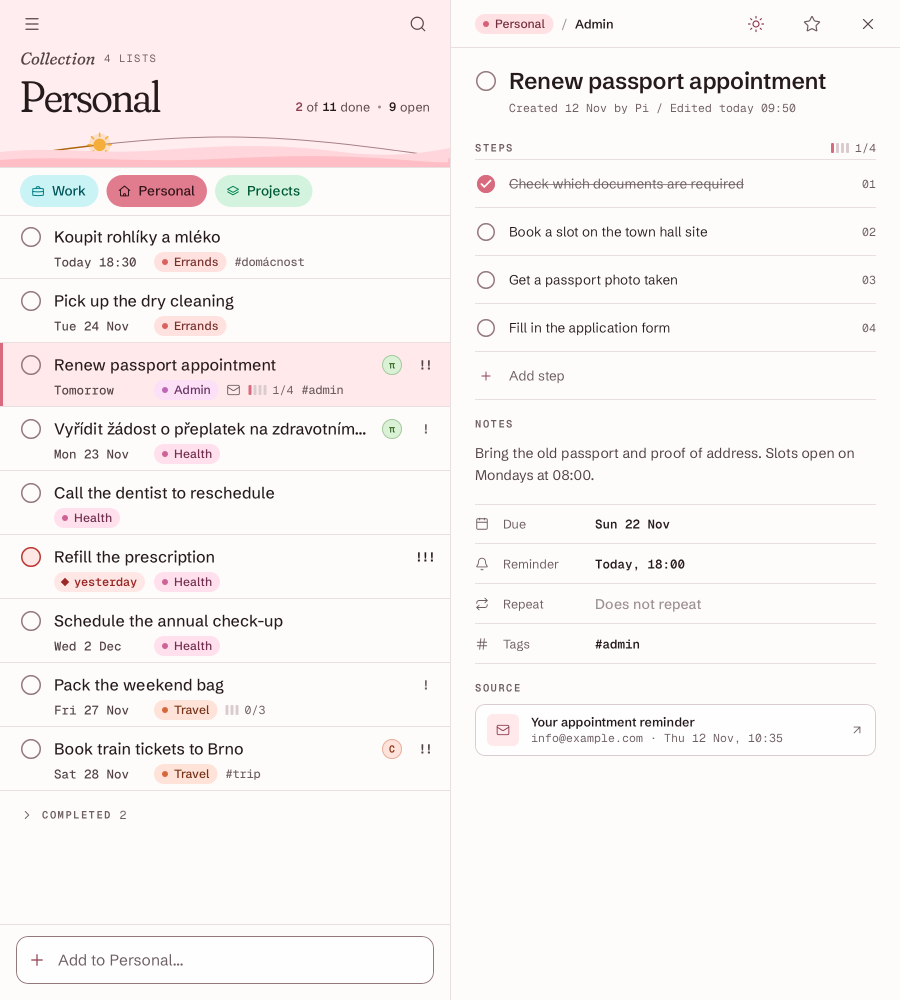 Collection 4 LISTS
Personal
2 of 11 done • 9 open
Work
Personal
Projects
Koupit rohlíky a mléko
Today 18:30 Errands #domácnost
Pick up the dry cleaning
Tue 24 Nov Errands
Renew passport appointment π !!
Tomorrow Admin 1/4 #admin
Vyřídit žádost o přeplatek na zdravotním… π !
Mon 23 Nov Health
Call the dentist to reschedule
Health
Refill the prescription !!!
yesterday Health
Schedule the annual check-up
Wed 2 Dec Health
Pack the weekend bag !
Fri 27 Nov Travel 0/3
Book train tickets to Brno C !!
Sat 28 Nov Travel #trip
COMPLETED 2
Add to Personal...
Personal / Admin
Renew passport appointment
Created 12 Nov by Pi / Edited today 09:50
STEPS 1/4
Check which documents are required 01
Book a slot on the town hall site 02
Get a passport photo taken 03
Fill in the application form 04
Add step
NOTES
Bring the old passport and proof of address. Slots open on
Mondays at 08:00.
Due Sun 22 Nov
Reminder Today, 18:00
Repeat Does not repeat
Tags #admin
SOURCE
Your appointment reminder
info@example.com · Thu 12 Nov, 10:35